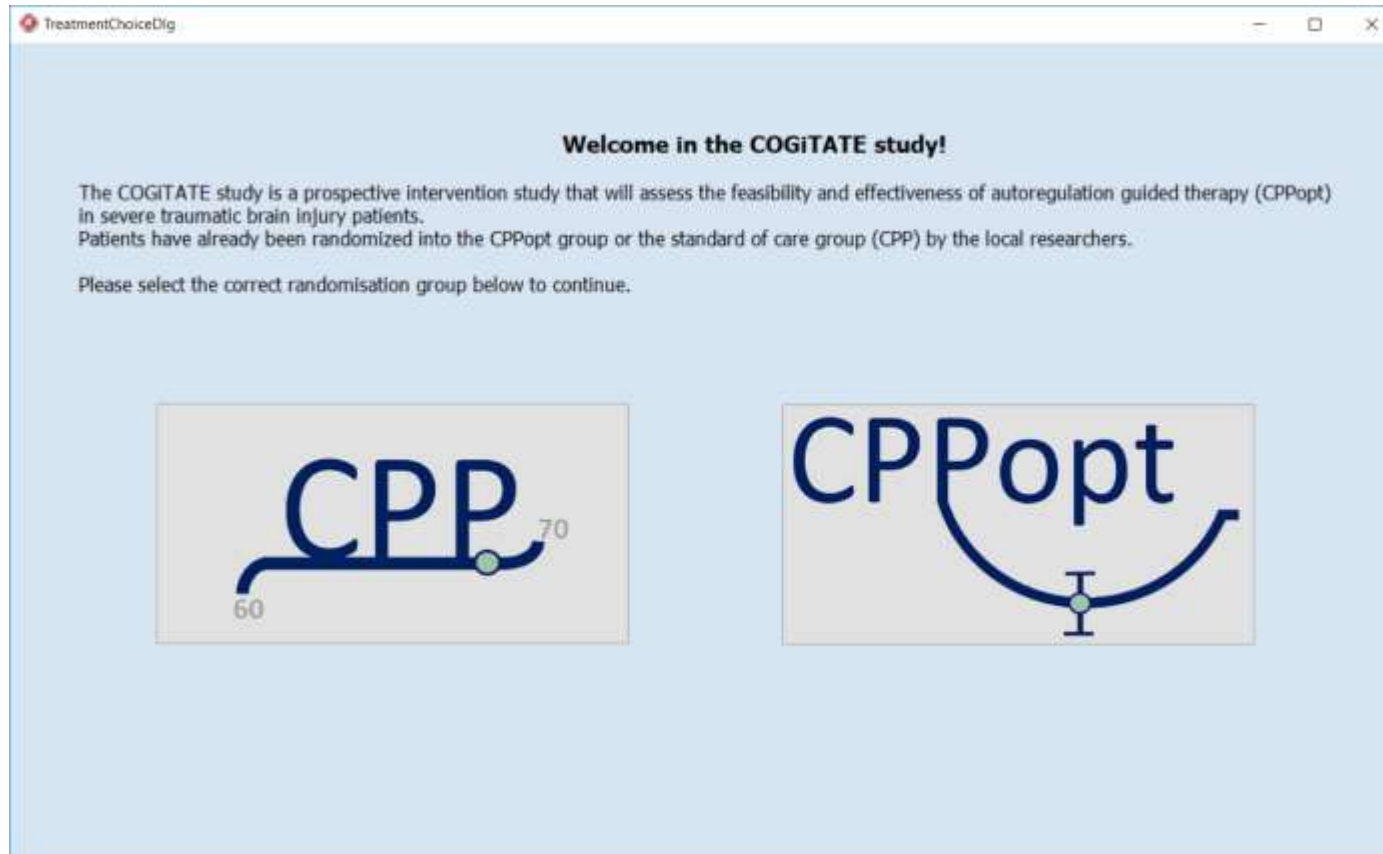 TreatmentChoiceDlg
Welcome in the COGiTATE study!
The COGiTATE study is a prospective intervention study that will assess the feasibility and effectiveness of autoregulation guided therapy (CPPopt)
in severe traumatic brain injury patients.
Patients have already been randomized into the CPPopt group or the standard of care group (CPP) by the local researchers.
Please select the correct randomisation group below to continue.
CPP
70
60
CPPopt